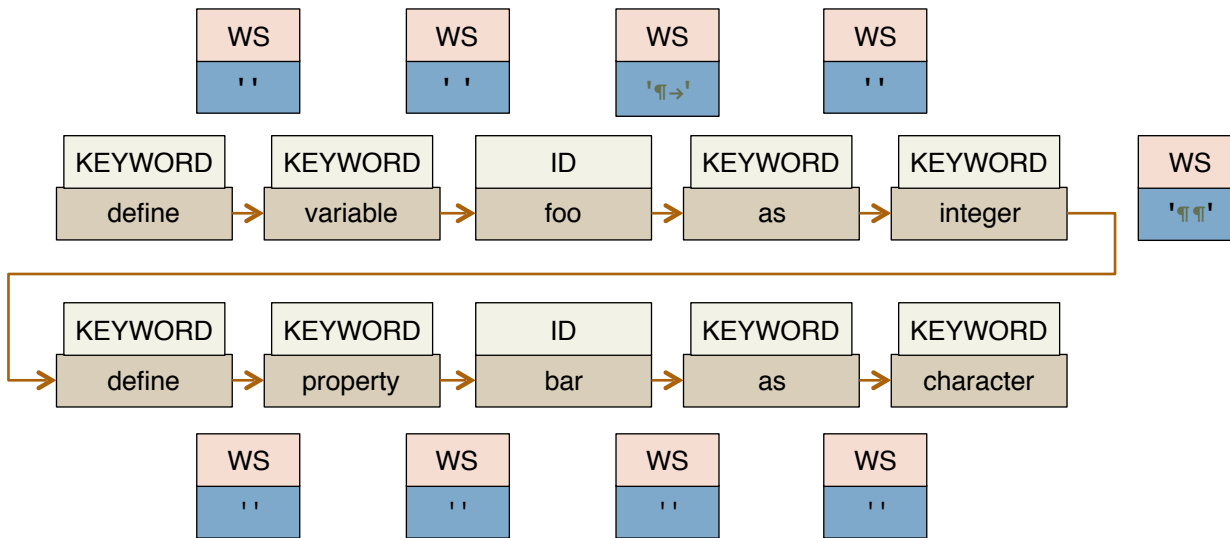 WS WS WS WS
' ' ' ' '¶→' ' '
KEYWORD KEYWORD ID KEYWORD KEYWORD WS
define variable foo as integer '¶¶'
KEYWORD KEYWORD ID KEYWORD KEYWORD
define property bar as character
WS WS WS WS
' ' ' ' ' ' ' '